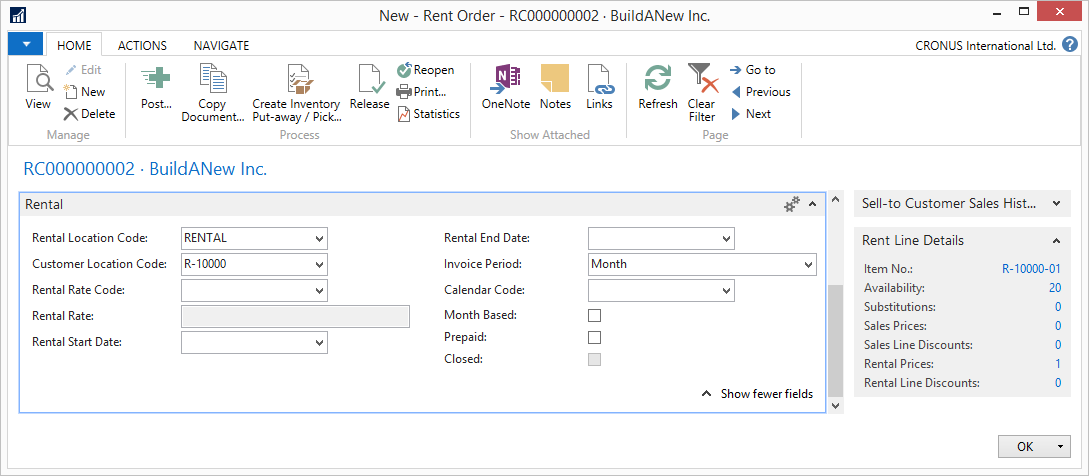 New - Rent Order - RC000000002 · BuildANew Inc.
HOME ACTIONS NAVIGATE CRONUS International Ltd. ?
View
Edit
New
Delete
Manage
Post...
Copy
Document...
Create Inventory
Put-away / Pick...
Release
Reopen
Print...
Statistics
Process
OneNote
Notes
Links
Show Attached
Refresh
Clear
Filter
Go to
Previous
Next
Page
RC000000002 · BuildANew Inc.
Rental
Rental Location Code: RENTAL
Customer Location Code: R-10000
Rental Rate Code:
Rental Rate:
Rental Start Date:
Rental End Date:
Invoice Period: Month
Calendar Code:
Month Based:
Prepaid:
Closed:
Show fewer fields
Sell-to Customer Sales Hist...
Rent Line Details
Item No.: R-10000-01
Availability: 20
Substitutions: 0
Sales Prices: 0
Sales Line Discounts: 0
Rental Prices: 1
Rental Line Discounts: 0
OK